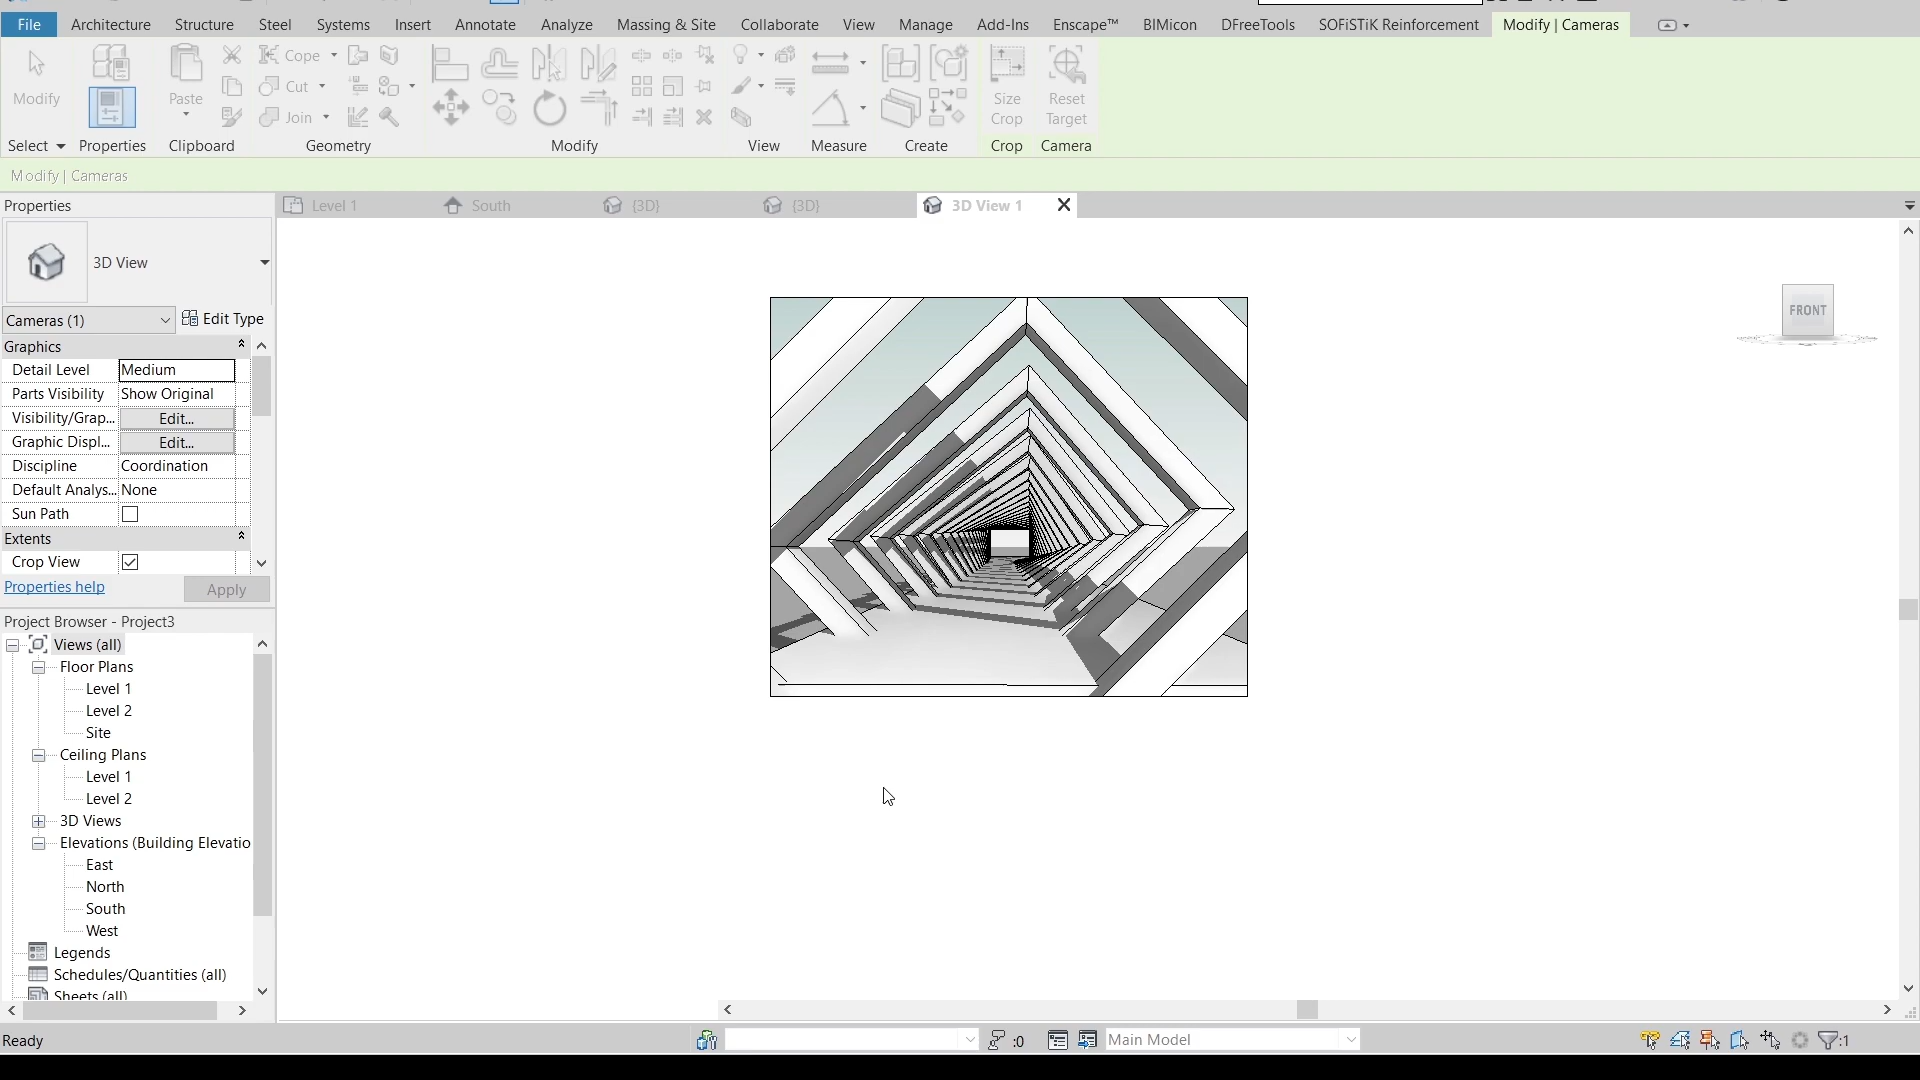 File Architecture Structure Steel Systems Insert Annotate Analyze Massing & Site Collaborate View Manage Add-Ins Enscape™ BIMicon DFreeTools SOFiSTiK Reinforcement Modify | Cameras
Cope
Cut
Join
Modify
Paste
Size Crop
Reset Target
Select Properties Clipboard Geometry Modify View Measure Create Crop Camera
Modify | Cameras
Properties
Level 1 South {3D} {3D} 3D View 1
3D View
Cameras (1) Edit Type
Graphics
Detail Level Medium
Parts Visibility Show Original
Visibility/Grap... Edit...
Graphic Displ... Edit...
Discipline Coordination
Default Analys... None
Sun Path
Extents
Crop View
Properties help Apply
FRONT
Project Browser - Project3
Views (all)
Floor Plans
Level 1
Level 2
Site
Ceiling Plans
Level 1
Level 2
3D Views
Elevations (Building Elevatio
East
North
South
West
Legends
Schedules/Quantities (all)
Sheets (all)
Ready :0 Main Model :1